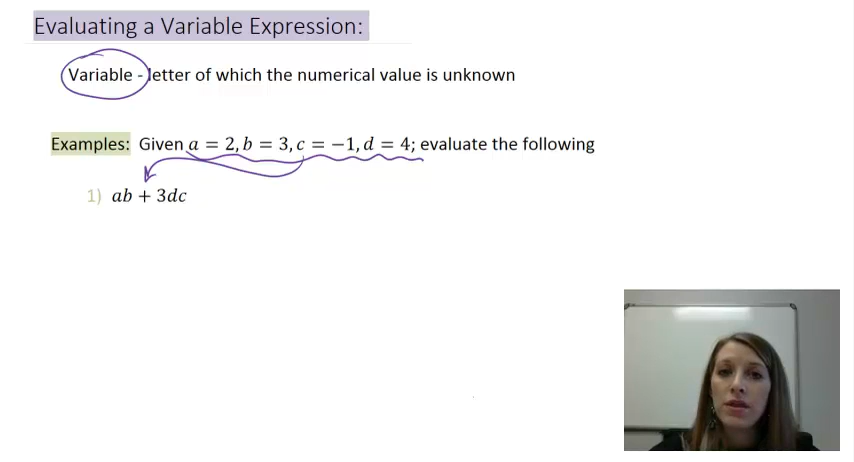 Evaluating a Variable Expression:
Variable - letter of which the numerical value is unknown
Examples: Given a = 2, b = 3, c = −1, d = 4; evaluate the following
1) ab + 3dc